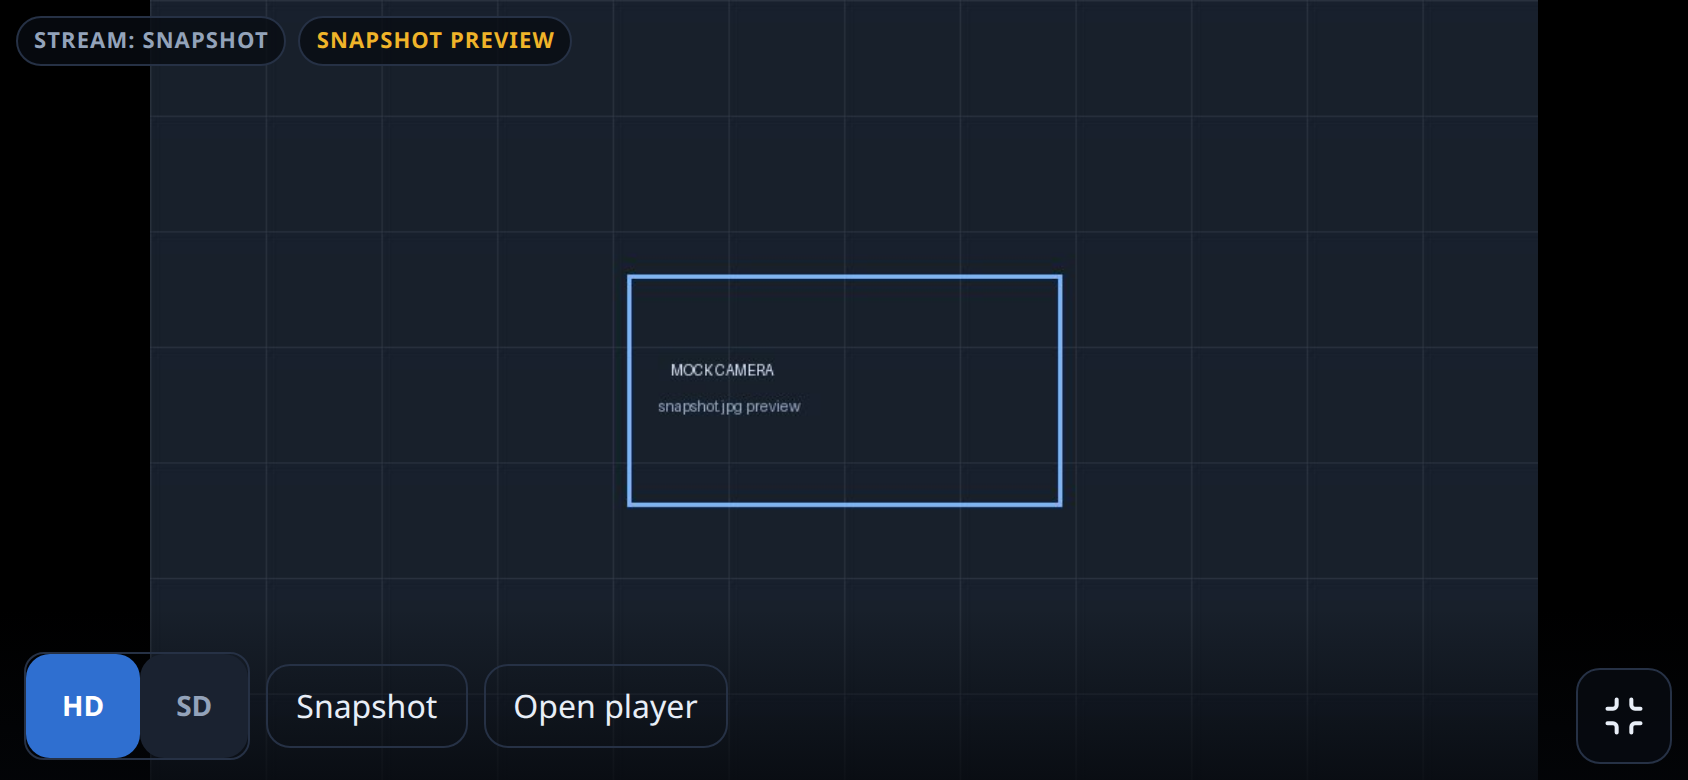 STREAM: SNAPSHOT
SNAPSHOT PREVIEW
MOCK CAMERA
snapshot.jpg preview
HD
SD
Snapshot
Open player